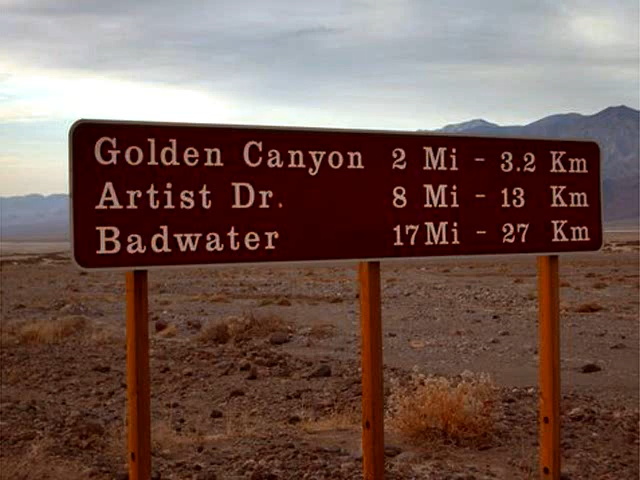 Golden Canyon 2 Mi - 3.2 Km
Artist Dr. 8 Mi - 13 Km
Badwater 17 Mi - 27 Km